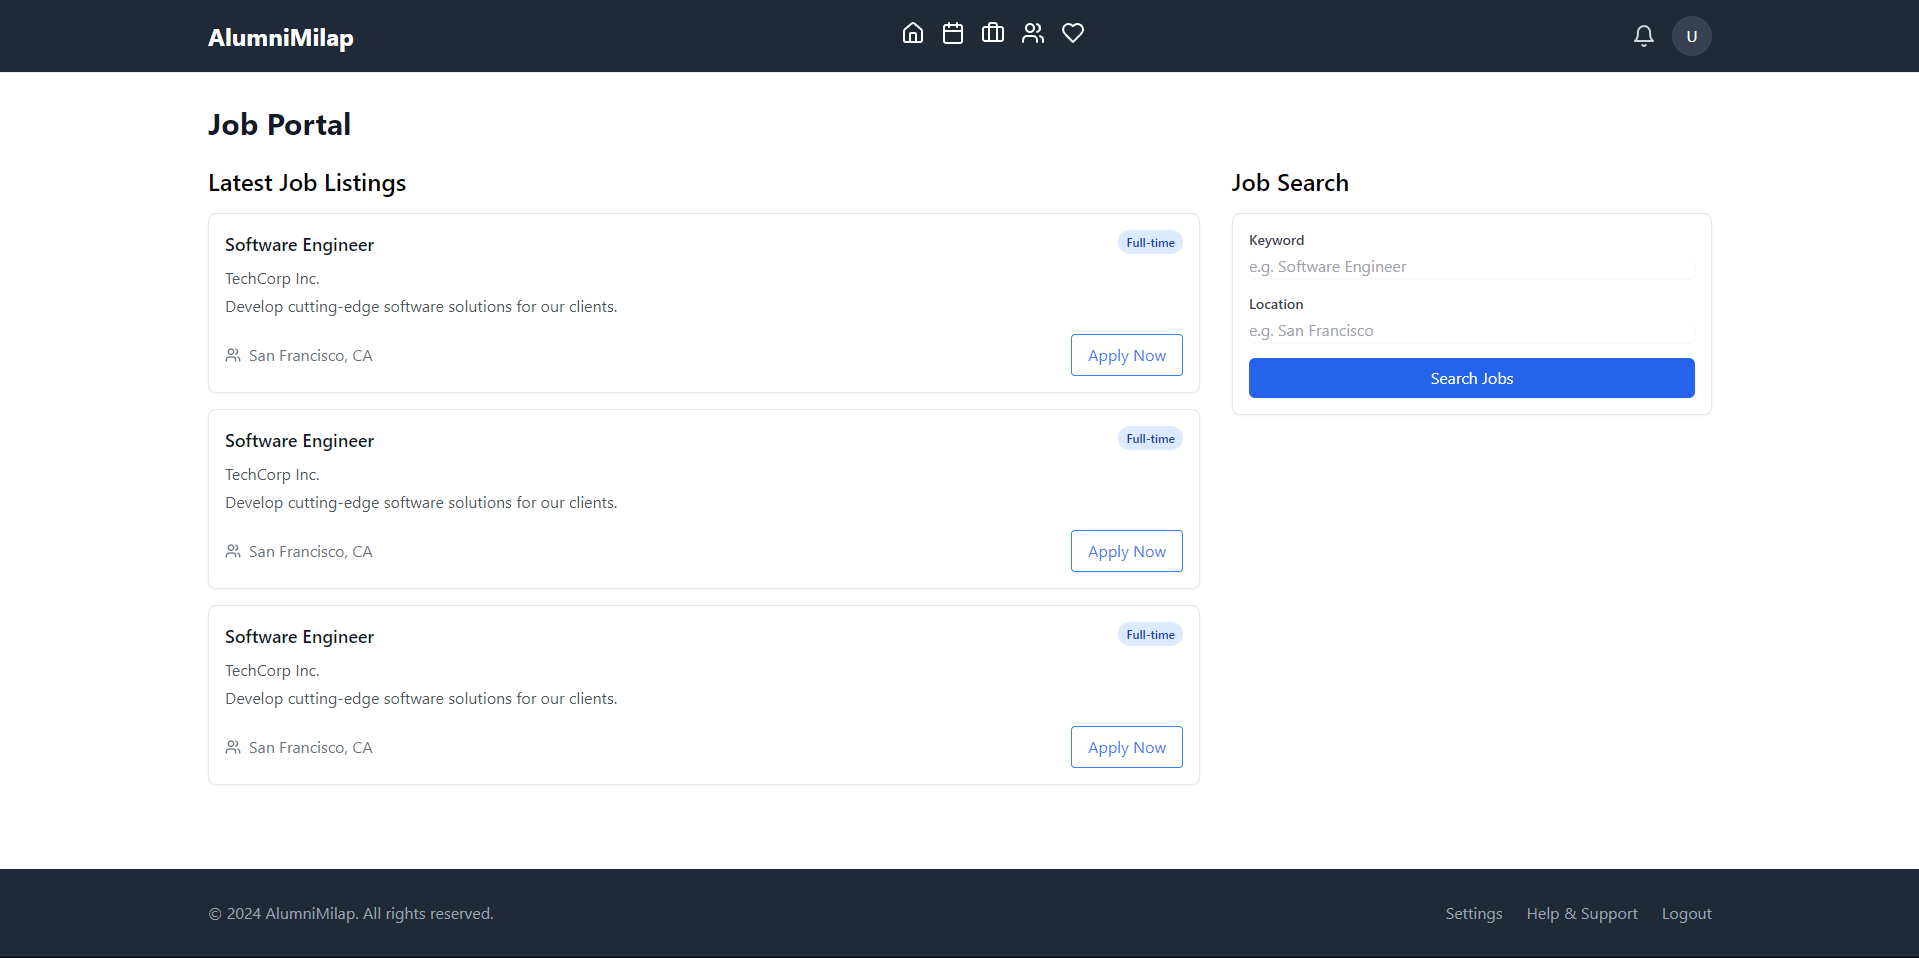 AlumniMilap
U
Job Portal
Latest Job Listings
Software Engineer
Full-time
TechCorp Inc.
Develop cutting-edge software solutions for our clients.
San Francisco, CA
Apply Now
Software Engineer
Full-time
TechCorp Inc.
Develop cutting-edge software solutions for our clients.
San Francisco, CA
Apply Now
Software Engineer
Full-time
TechCorp Inc.
Develop cutting-edge software solutions for our clients.
San Francisco, CA
Apply Now
Job Search
Keyword
e.g. Software Engineer
Location
e.g. San Francisco
Search Jobs
© 2024 AlumniMilap. All rights reserved.
Settings
Help & Support
Logout